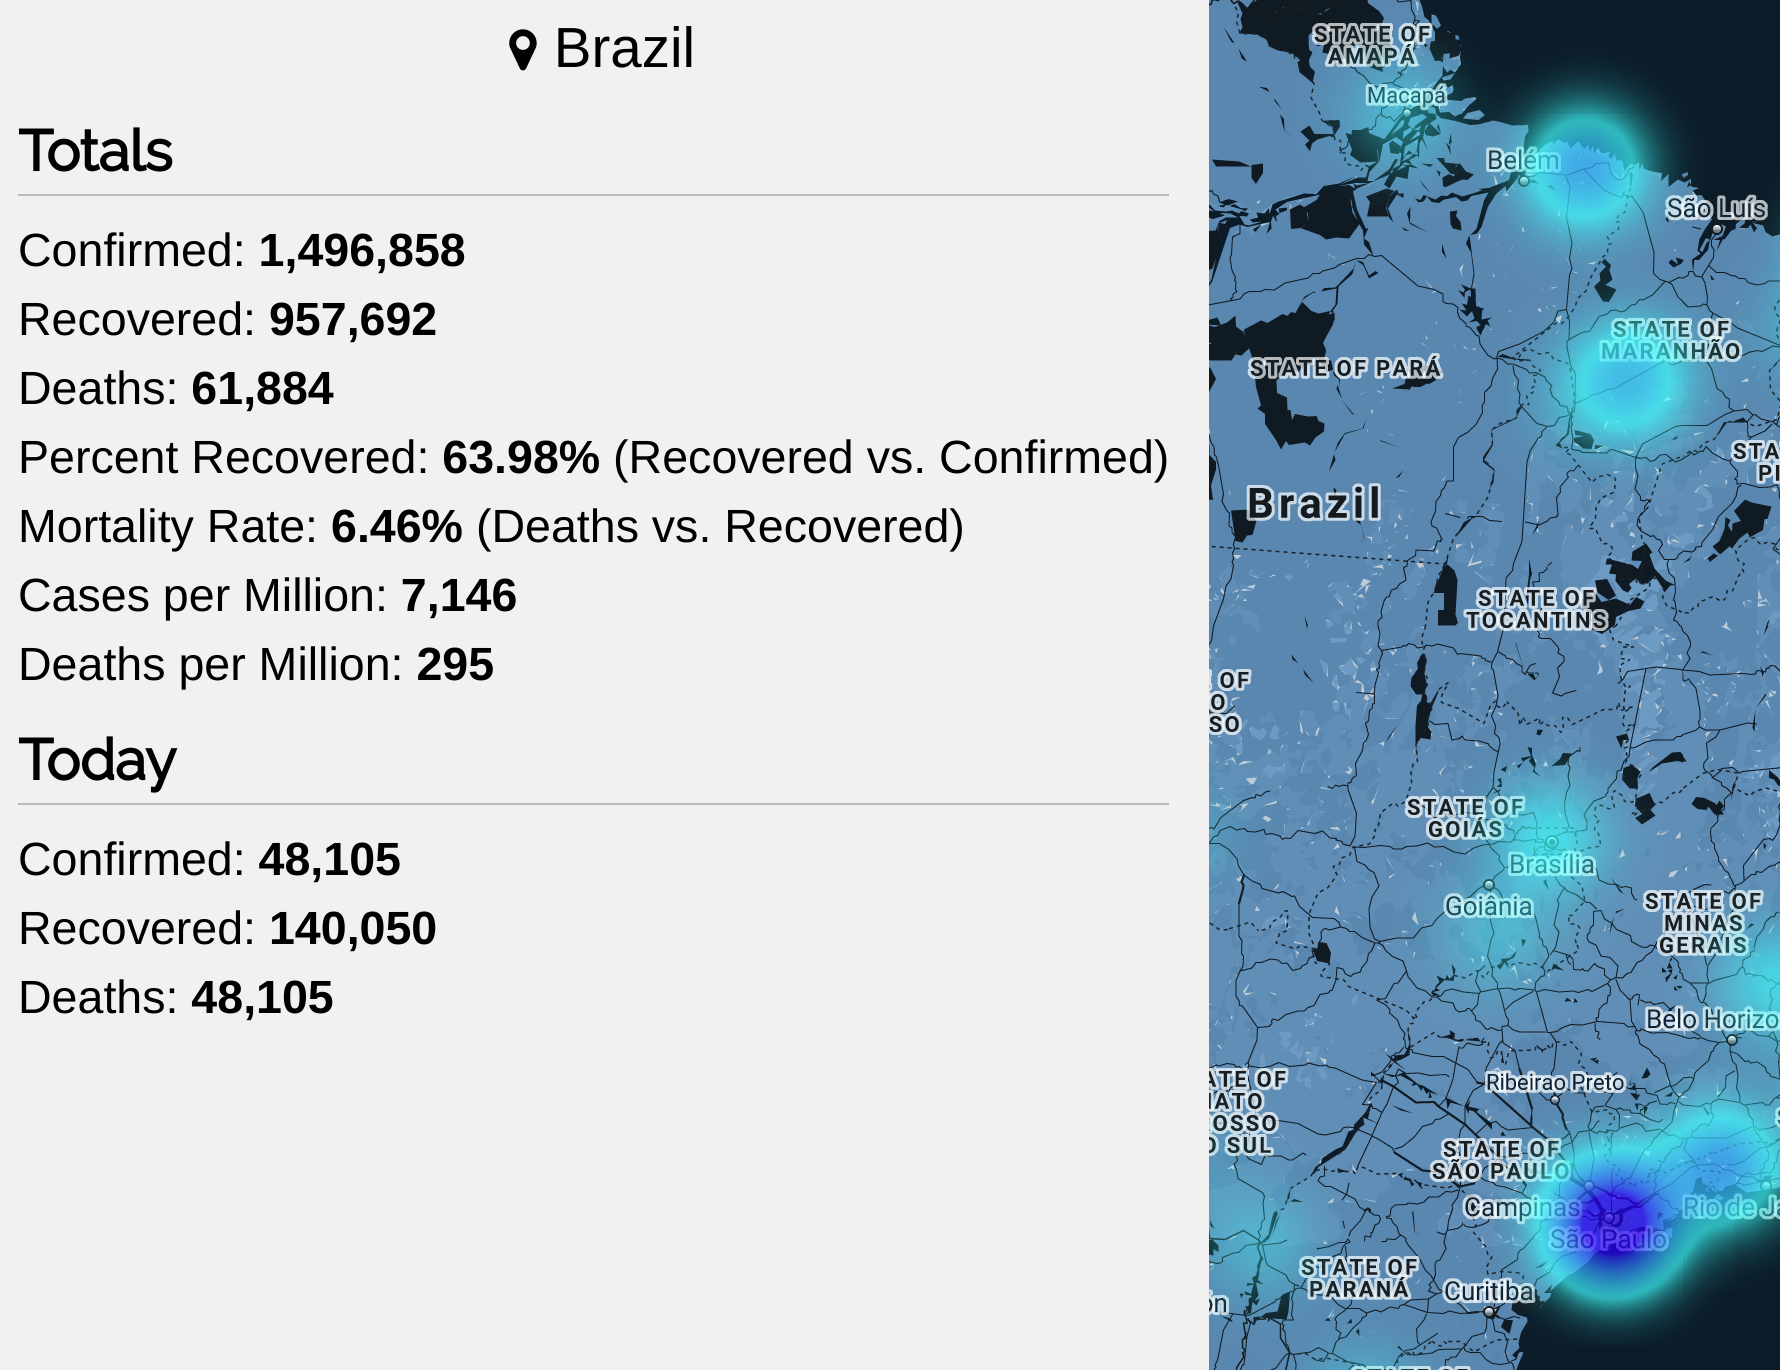 Brazil
Totals
Confirmed: 1,496,858
Recovered: 957,692
Deaths: 61,884
Percent Recovered: 63.98% (Recovered vs. Confirmed)
Mortality Rate: 6.46% (Deaths vs. Recovered)
Cases per Million: 7,146
Deaths per Million: 295
Today
Confirmed: 48,105
Recovered: 140,050
Deaths: 48,105
STATE OF
AMAPÁ
Macapá
Belém
São Luís
STATE OF
MARANHÃO
STATE OF PARÁ
STA
PI
Brazil
STATE OF
TOCANTINS
OF
O
SO
STATE OF
GOIÁS
Brasília
Goiânia
STATE OF
MINAS
GERAIS
Belo Horizo
Ribeirao Preto
ATE OF
IATO
OSSO
O SUL
STATE OF
SÃO PAULO
Campinas
Rio de Ja
São Paulo
STATE OF
PARANÁ
Curitiba
ón